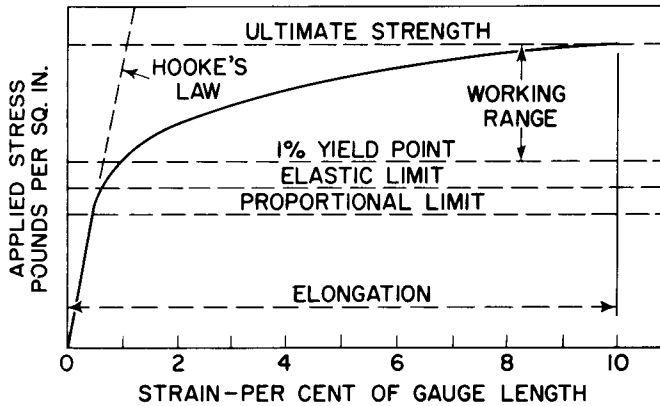 ULTIMATE STRENGTH
HOOKE'S
LAW
WORKING
RANGE
1% YIELD POINT
ELASTIC LIMIT
PROPORTIONAL LIMIT
ELONGATION
APPLIED STRESS
POUNDS PER SQ. IN.
0 2 4 6 8 10
STRAIN-PER CENT OF GAUGE LENGTH